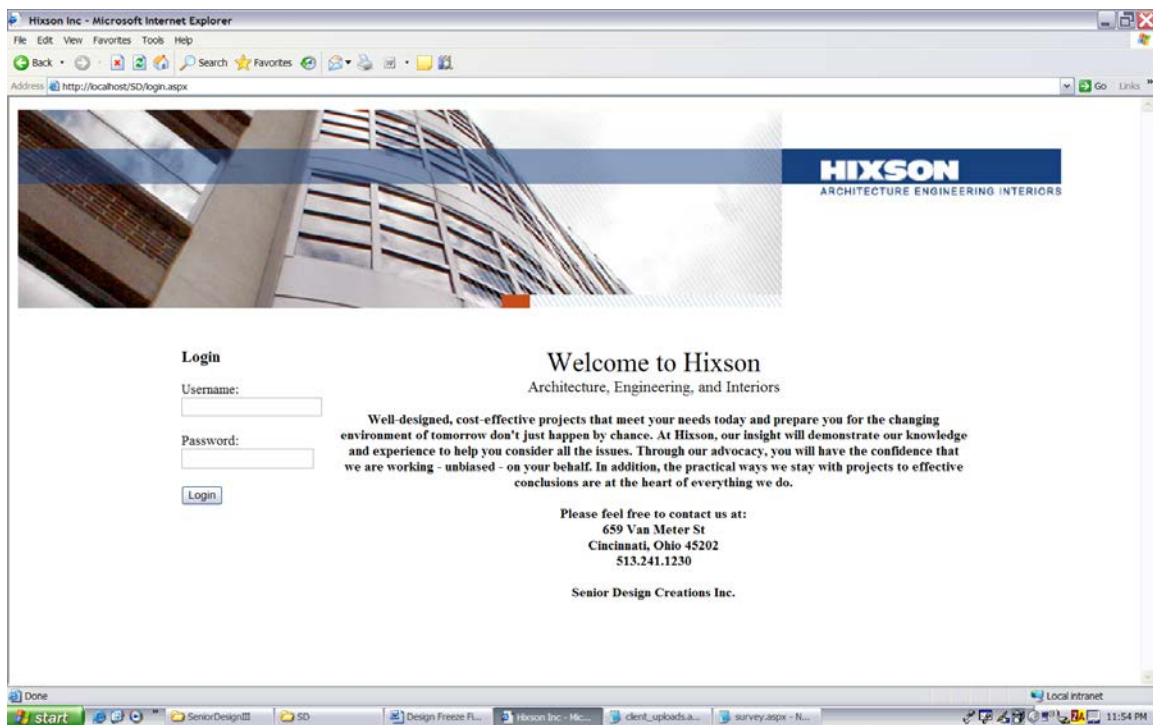 Hixson Inc - Microsoft Internet Explorer
File Edit View Favorites Tools Help
Back Search Favorites
Address http://localhost/SD/login.aspx Go Links
HIXSON
ARCHITECTURE ENGINEERING INTERIORS
Login
Username:
Password:
Login
Welcome to Hixson
Architecture, Engineering, and Interiors
Well-designed, cost-effective projects that meet your needs today and prepare you for the changing
environment of tomorrow don't just happen by chance. At Hixson, our insight will demonstrate our knowledge
and experience to help you consider all the issues. Through our advocacy, you will have the confidence that
we are working - unbiased - on your behalf. In addition, the practical ways we stay with projects to effective
conclusions are at the heart of everything we do.
Please feel free to contact us at:
659 Van Meter St
Cincinnati, Ohio 45202
513.241.1230
Senior Design Creations Inc.
Done Local intranet
start SeniorDesignIII SD Design Freeze Fi... Hixson Inc - Mic... client_uploads.a... survey.aspx - N... 11:54 PM